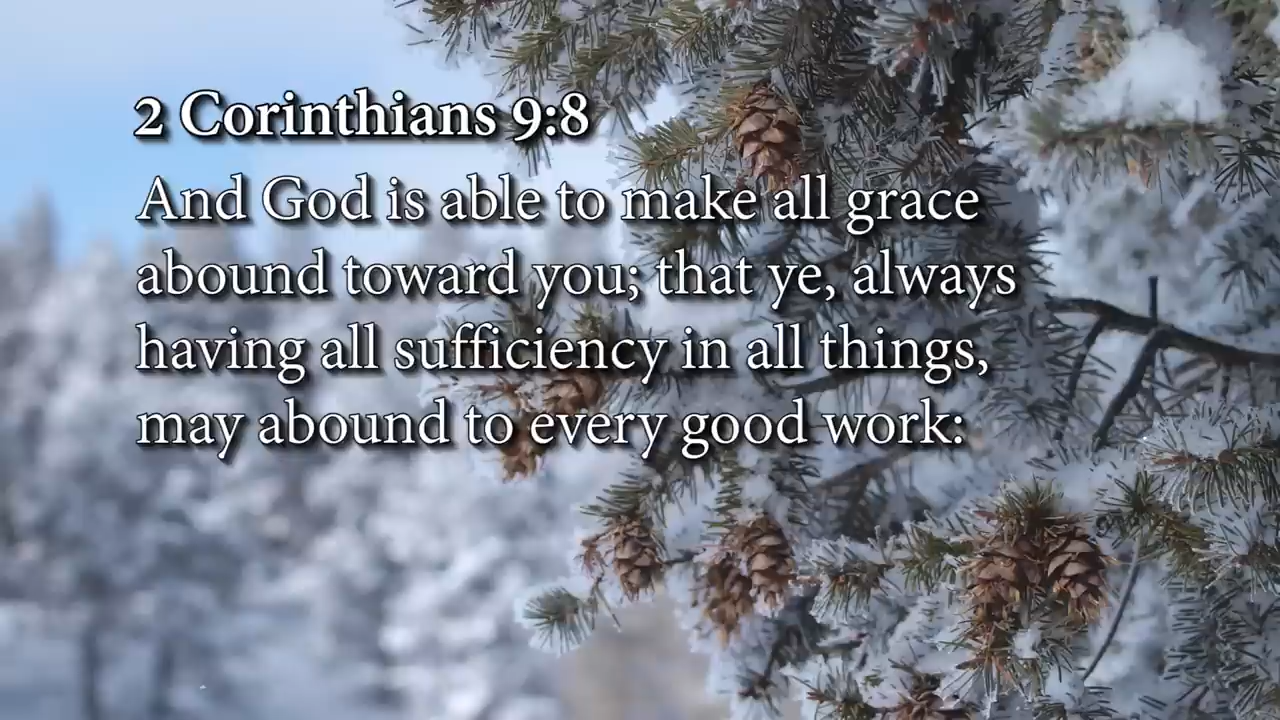 2 Corinthians 9:8
And God is able to make all grace
abound toward you; that ye, always
having all sufficiency in all things,
may abound to every good work: